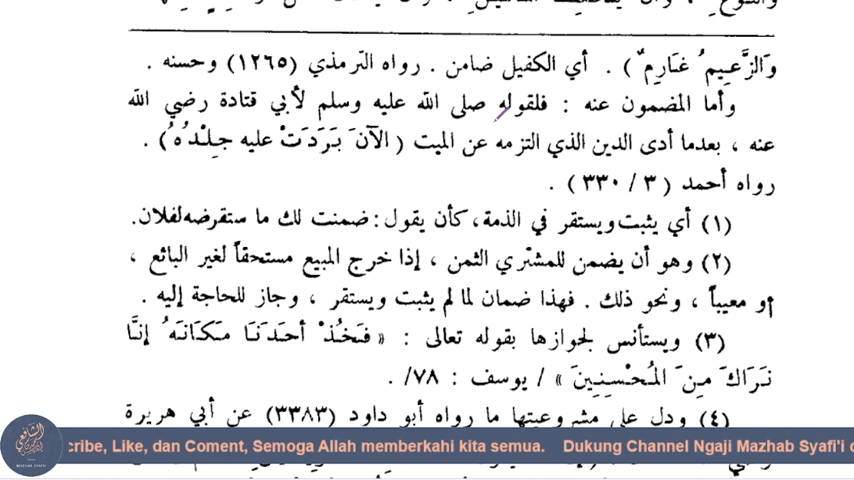 وَالزَّعِيمُ غَارِمٌ ) . أي الكفيل ضامن . رواه الترمذي (١٢٦٥) وحسنه .
وأما المضمون عنه : فلقوله صلى الله عليه وسلم لأبي قتادة رضي الله
عنه ، بعدما أدى الدين الذي التزمه عن الميت ( الآنَ بَرَدَتْ عليه جِلْدُهُ ) .
رواه أحمد ( ٣ / ٣٣٠ ) .
(١) أي يثبت ويستقر في الذمة ، كأن يقول : ضمنت لك ما ستقرضه لفلان.
(٢) وهو أن يضمن للمشتري الثمن ، إذا خرج المبيع مستحقاً لغير البائع ،
أو معيباً ، ونحو ذلك . فهذا ضمان لما لم يثبت ويستقر ، وجاز للحاجة إليه .
(٣) ويستأنس لجوازها بقوله تعالى : « فَخُذْ أَحَدَنَا مَكَانَهُ إنَّا
نَرَاكَ مِنَ المُحْسِنِينَ » / يوسف : ٧٨/ .
(٤) ودل على مشروعيتها ما رواه أبو داود (٣٣٨٣) عن أبي هريرة
cribe, Like, dan Coment, Semoga Allah memberkahi kita semua. Dukung Channel Ngaji Mazhab Syafi'i